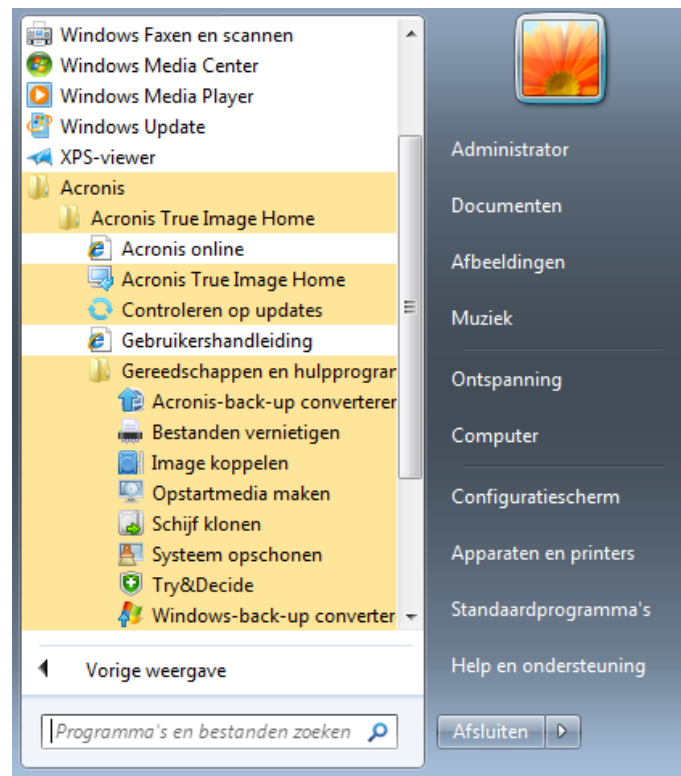 Windows Faxen en scannen
Windows Media Center
Windows Media Player
Windows Update
XPS-viewer
Acronis
Acronis True Image Home
Acronis online
Acronis True Image Home
Controleren op updates
Gebruikershandleiding
Gereedschappen en hulpprogran
Acronis-back-up converteren
Bestanden vernietigen
Image koppelen
Opstartmedia maken
Schijf klonen
Systeem opschonen
Try&Decide
Windows-back-up converter
Vorige weergave
Programma's en bestanden zoeken
Administrator
Documenten
Afbeeldingen
Muziek
Ontspanning
Computer
Configuratiescherm
Apparaten en printers
Standaardprogramma's
Help en ondersteuning
Afsluiten